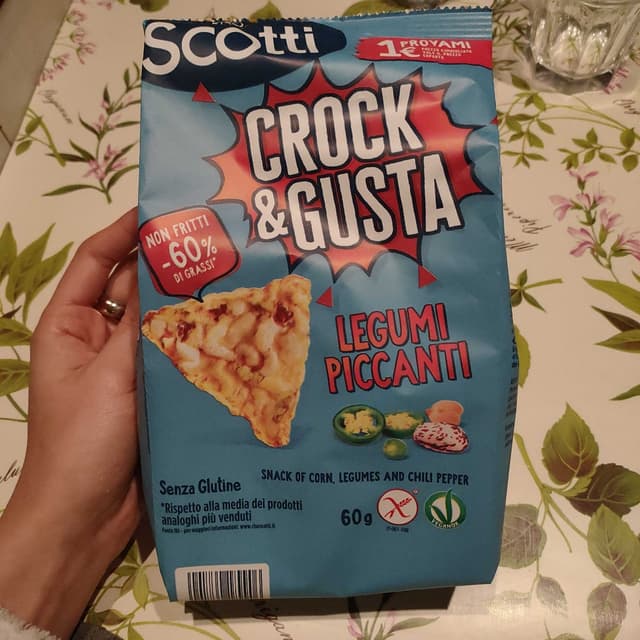 SCOTTI
PROVAMI
1€
CROCK
&GUSTA
NON FRITTI
-60%
DI GRASSI*
LEGUMI
PICCANTI
SNACK OF CORN, LEGUMES AND CHILI PEPPER
Senza Glutine
*Rispetto alla media dei prodotti
analoghi più venduti
60g
VEGANOK